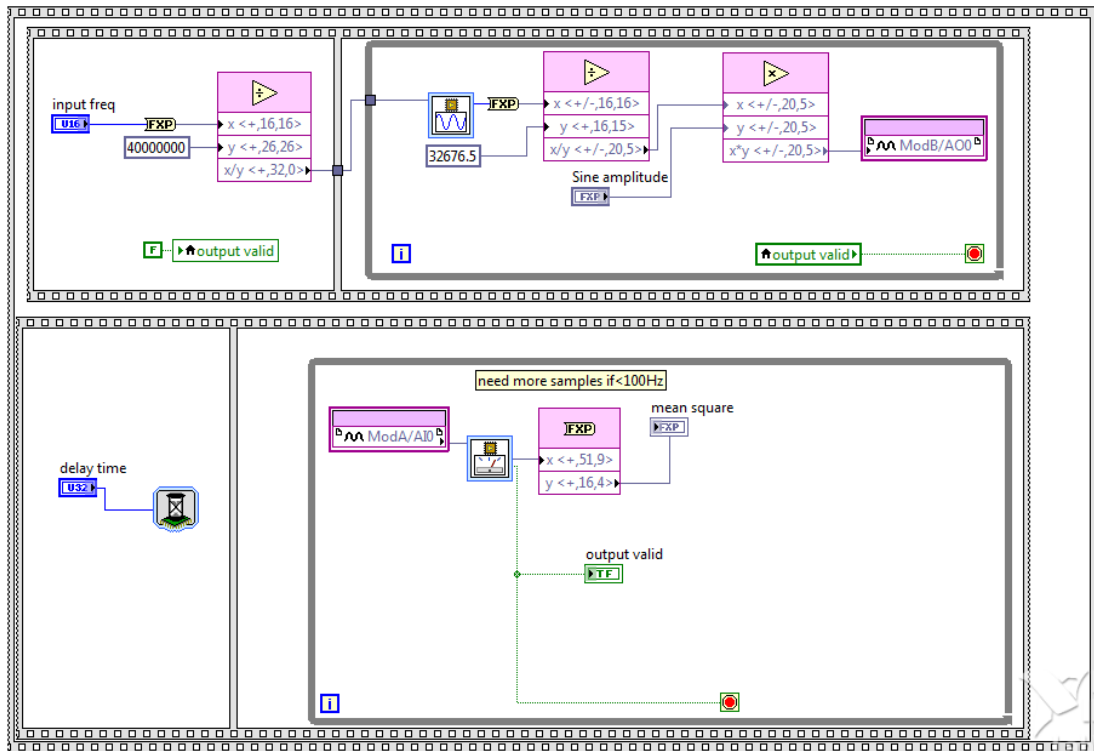 input freq
U16
FXP
40000000
x <+,16,16>
y <+,26,26>
x/y <+,32,0>
F
output valid
FXP
32676.5
x <+/-,16,16>
y <+,16,15>
x/y <+/-,20,5>
Sine amplitude
FXP
x <+/-,20,5>
y <+/-,20,5>
x*y <+/-,20,5>
ModB/AO0
i
output valid
delay time
U32
need more samples if<100Hz
ModA/AI0
FXP
x <+,51,9>
y <+,16,4>
mean square
FXP
output valid
TF
i